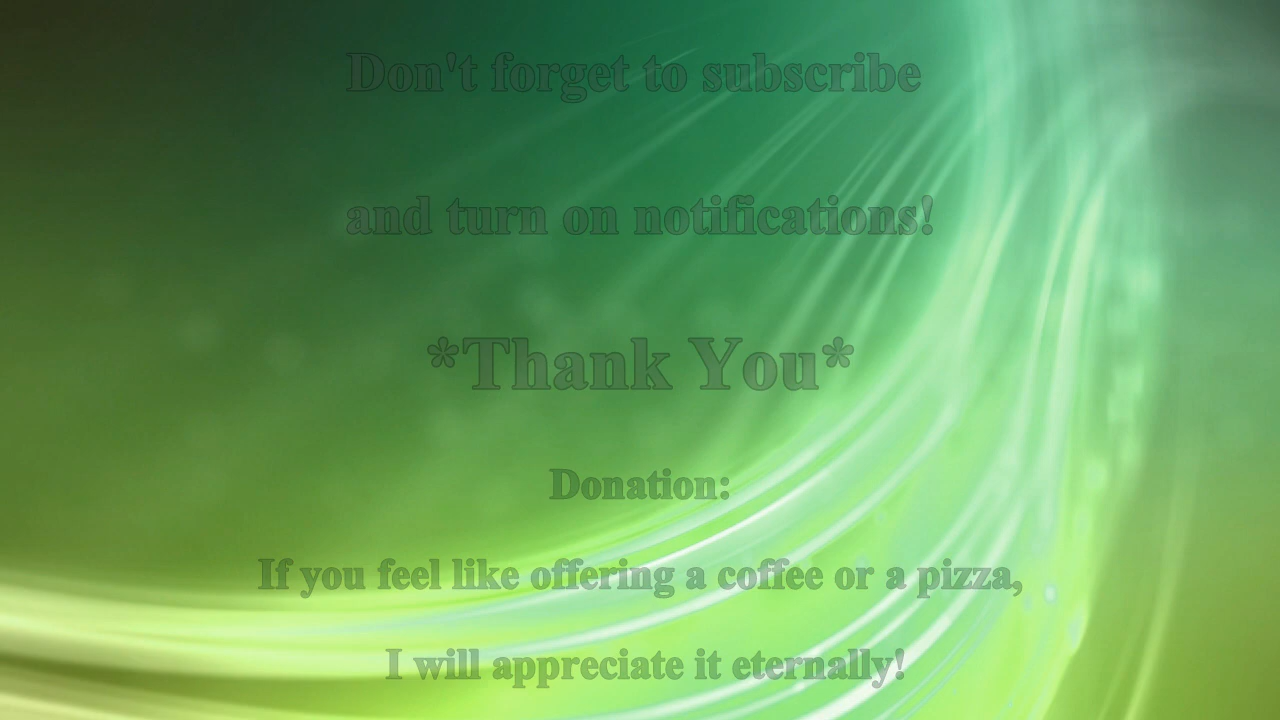 Don't forget to subscribe
and turn on notifications!
*Thank You*
Donation:
If you feel like offering a coffee or a pizza,
I will appreciate it eternally!